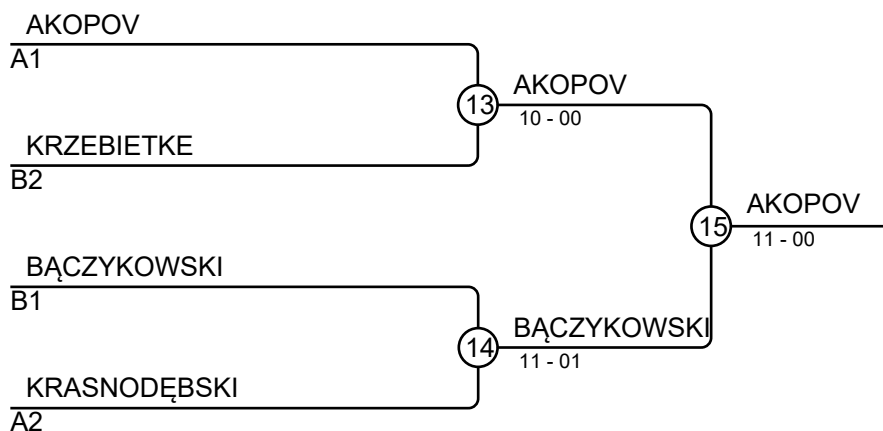 AKOPOV
A1
13
AKOPOV
10 - 00
KRZEBIETKE
B2
15
AKOPOV
11 - 00
BĄCZYKOWSKI
B1
14
BĄCZYKOWSKI
11 - 01
KRASNODĘBSKI
A2